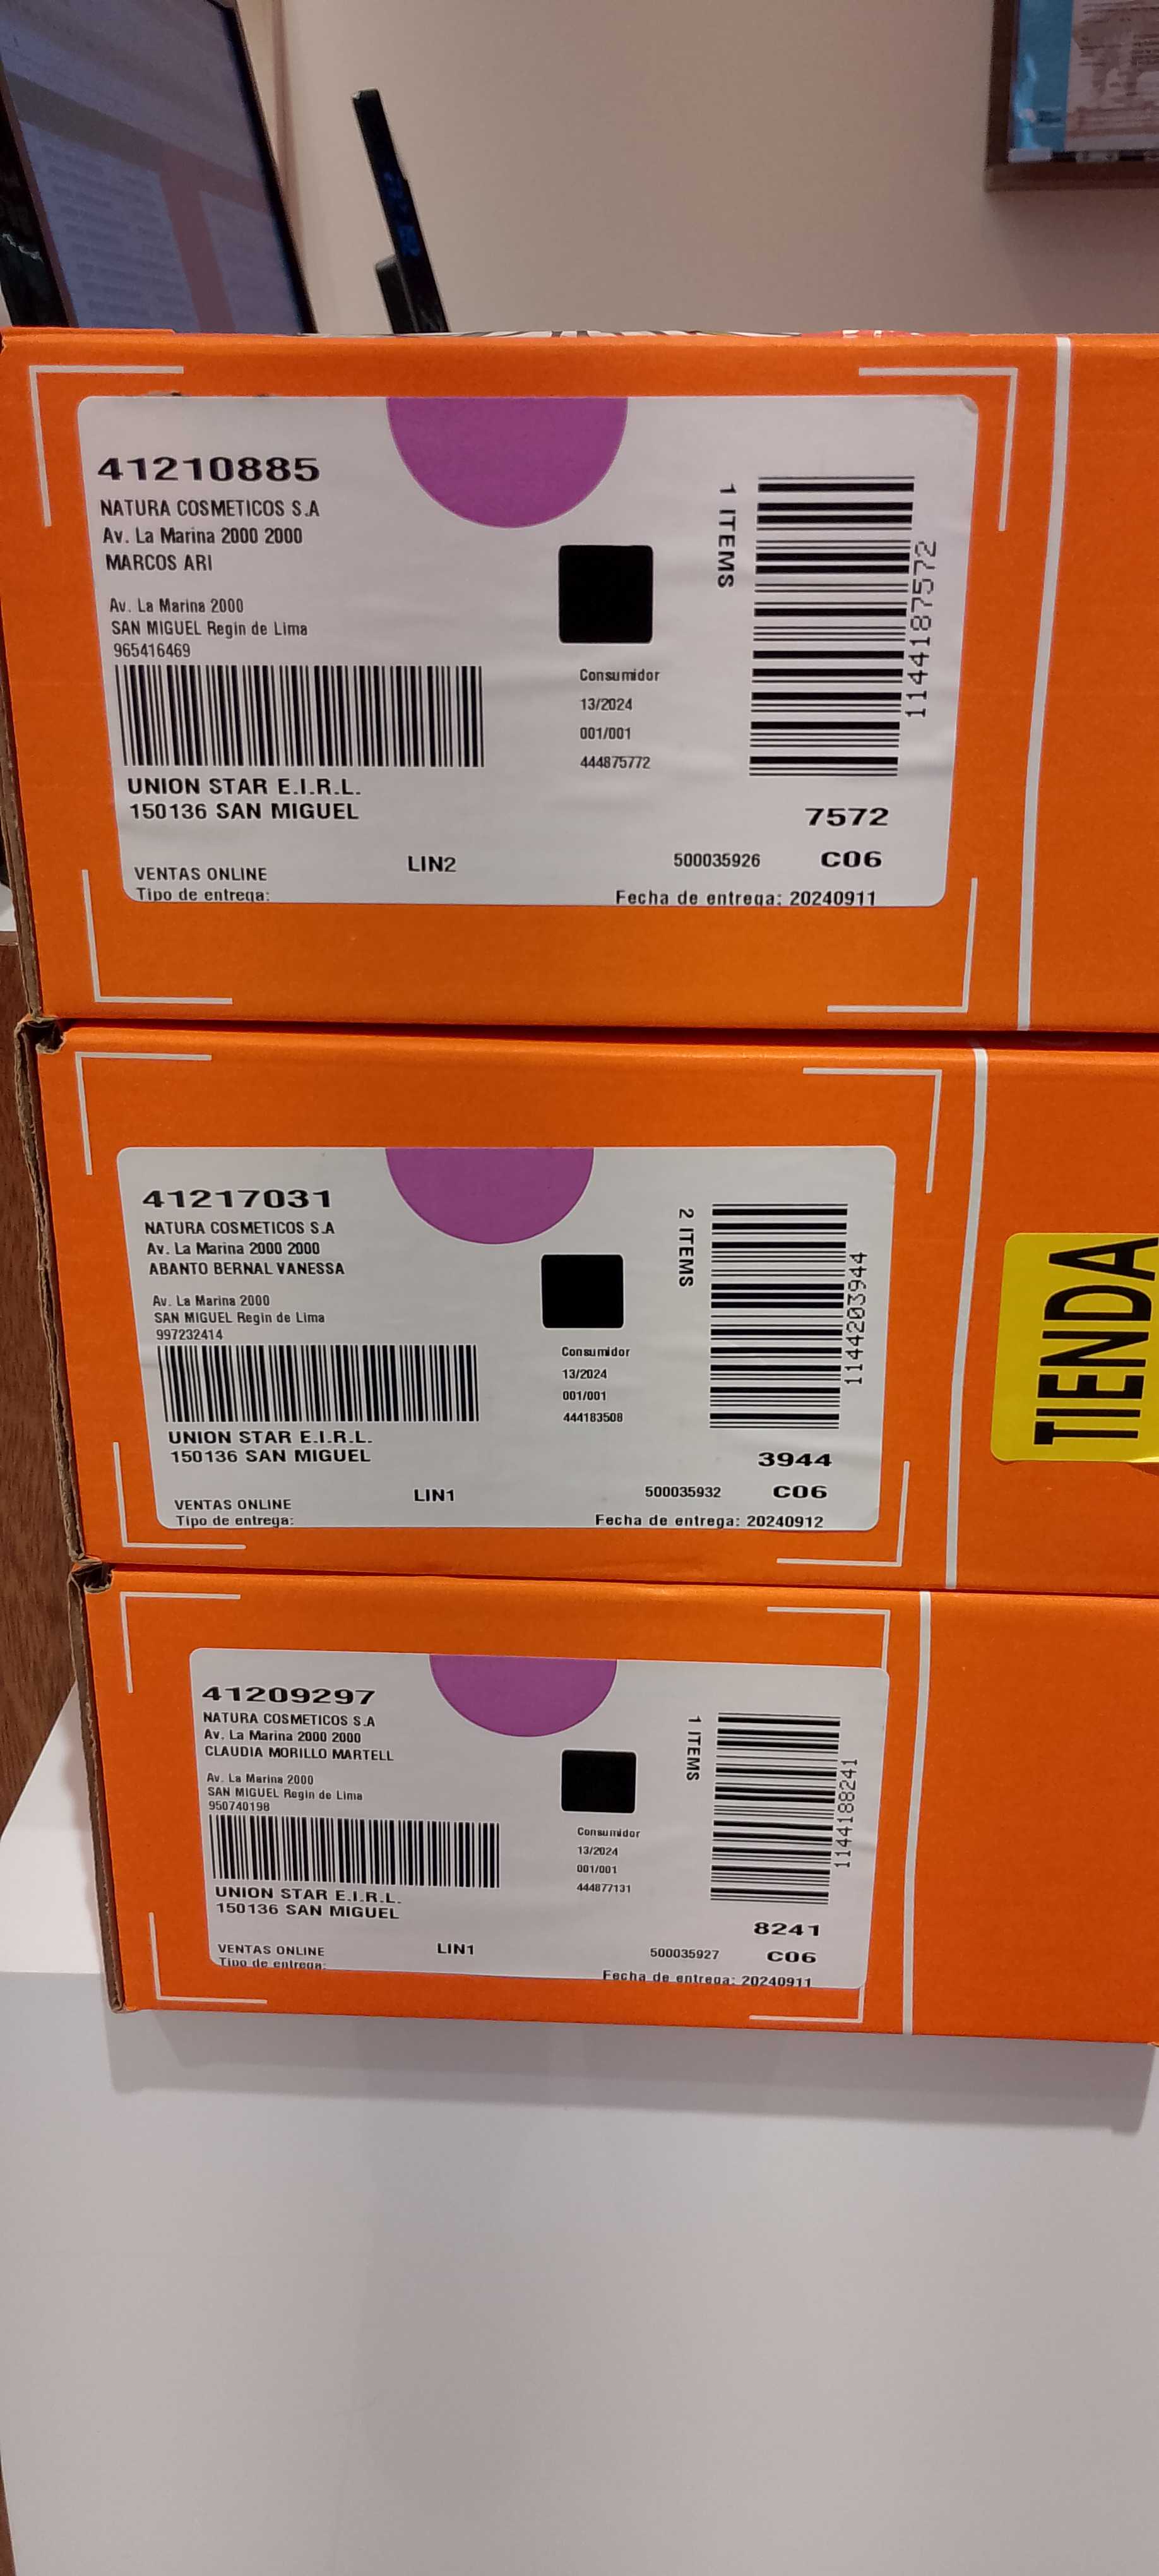 41210885
NATURA COSMETICOS S.A
Av. La Marina 2000 2000
MARCOS ARI
Av. La Marina 2000
SAN MIGUEL Regin de Lima
965416469
UNION STAR E.I.R.L.
150136 SAN MIGUEL
VENTAS ONLINE
Tipo de entrega:
LIN2
Consumidor
13/2024
001/001
444875772
1 ITEMS
1144187572
7572
500035926 C06
Fecha de entrega: 20240911
41217031
NATURA COSMETICOS S.A
Av. La Marina 2000 2000
ABANTO BERNAL VANESSA
Av. La Marina 2000
SAN MIGUEL Regin de Lima
997232414
UNION STAR E.I.R.L.
150136 SAN MIGUEL
VENTAS ONLINE
Tipo de entrega:
LIN1
Consumidor
13/2024
001/001
444183508
2 ITEMS
1144203944
3944
500035932 C06
Fecha de entrega: 20240912
TIENDA
41209297
NATURA COSMETICOS S.A
Av. La Marina 2000 2000
CLAUDIA MORILLO MARTELL
Av. La Marina 2000
SAN MIGUEL Regin de Lima
950740198
UNION STAR E.I.R.L.
150136 SAN MIGUEL
VENTAS ONLINE
Tipo de entrega:
LIN1
Consumidor
13/2024
001/001
444877131
1 ITEMS
1144188241
8241
500035927 C06
Fecha de entrega: 20240911